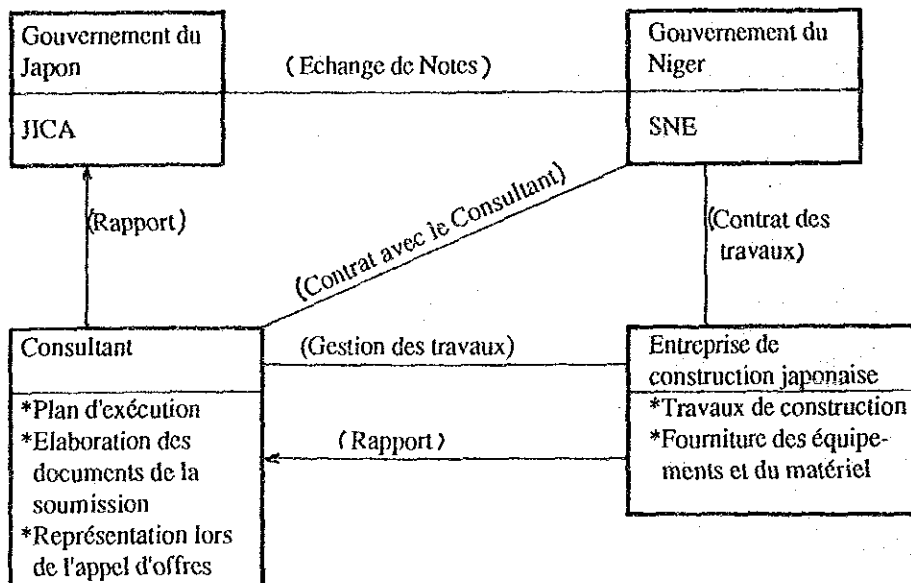 Gouvernement du
Japon
JICA
(Echange de Notes)
Gouvernement du
Niger
SNE
(Rapport)
(Contrat avec le Consultant)
(Contrat des
travaux)
Consultant
*Plan d'exécution
*Elaboration des
documents de la
soumission
*Représentation lors
de l'appel d'offres
(Gestion des travaux)
(Rapport)
Entreprise de
construction japonaise
*Travaux de construction
*Fourniture des équipe-
ments et du matériel